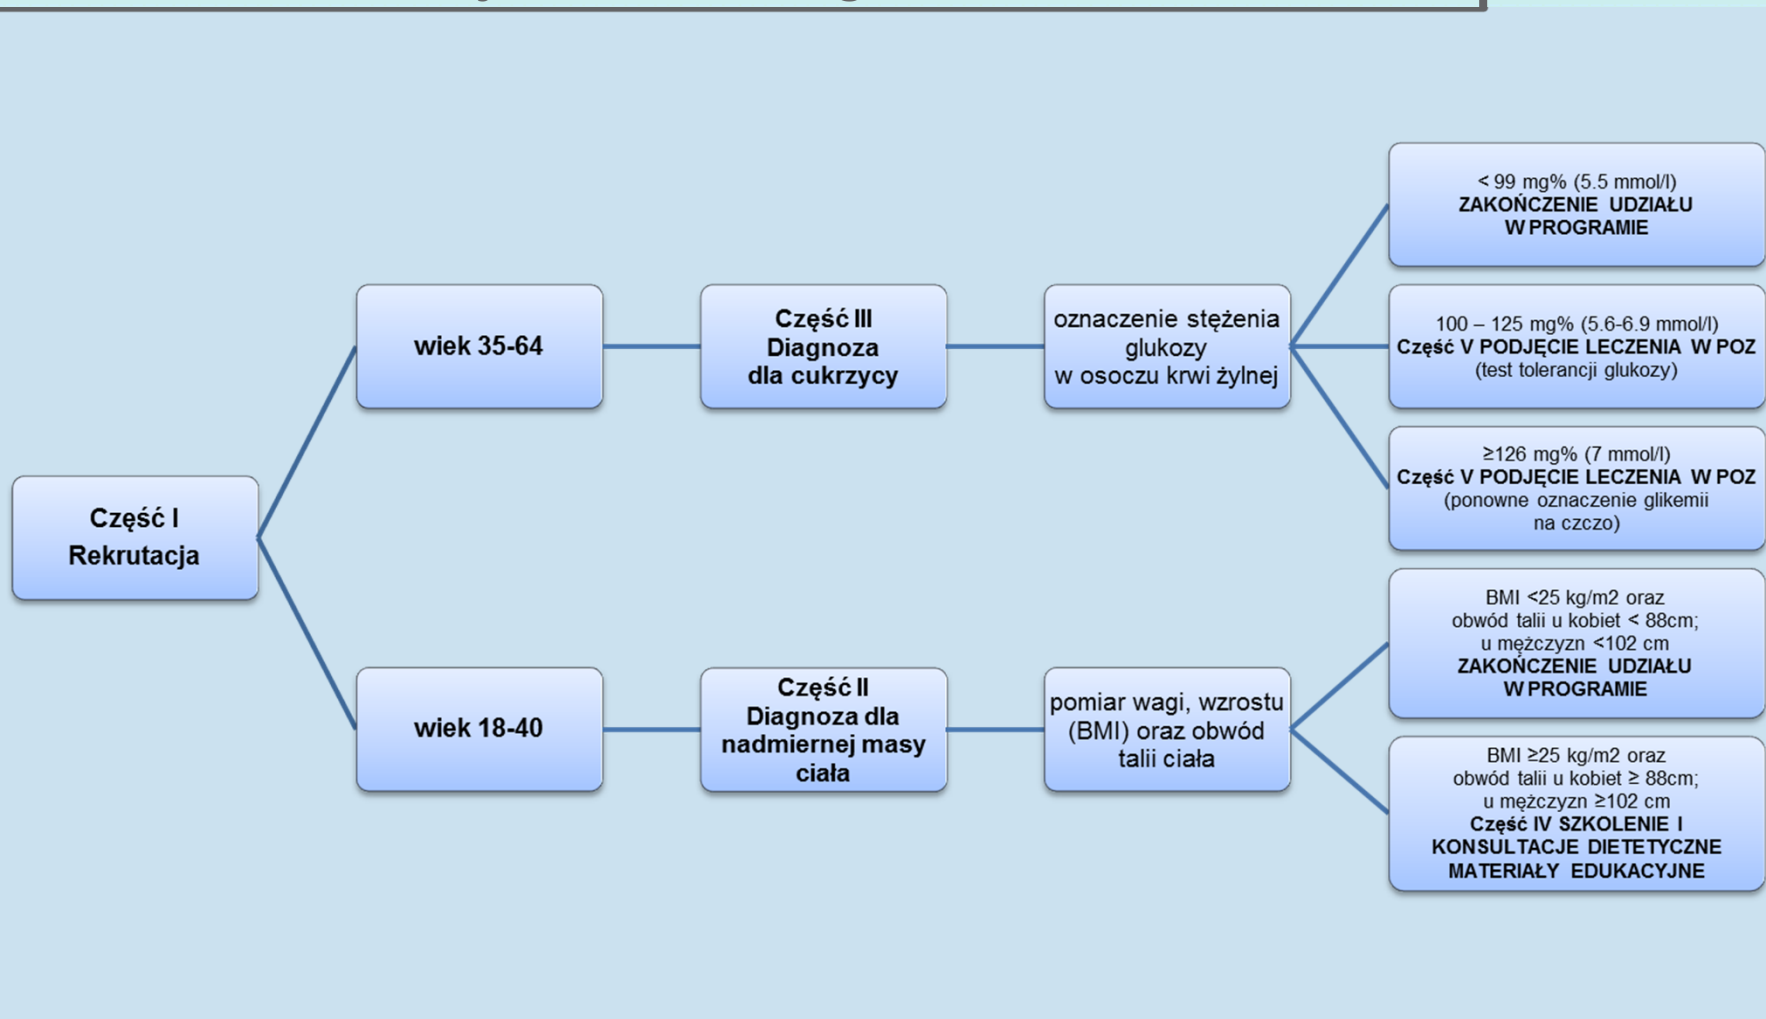 Część I
Rekrutacja
wiek 35-64
Część III
Diagnoza
dla cukrzycy
oznaczenie stężenia
glukozy
w osoczu krwi żylnej
< 99 mg% (5.5 mmol/l)
ZAKOŃCZENIE UDZIAŁU
W PROGRAMIE
100 – 125 mg% (5.6-6.9 mmol/l)
Część V PODJĘCIE LECZENIA W POZ
(test tolerancji glukozy)
≥126 mg% (7 mmol/l)
Część V PODJĘCIE LECZENIA W POZ
(ponowne oznaczenie glikemii
na czczo)
wiek 18-40
Część II
Diagnoza dla
nadmiernej masy
ciała
pomiar wagi, wzrostu
(BMI) oraz obwód
talii ciała
BMI <25 kg/m2 oraz
obwód talii u kobiet < 88cm;
u mężczyzn <102 cm
ZAKOŃCZENIE UDZIAŁU
W PROGRAMIE
BMI ≥25 kg/m2 oraz
obwód talii u kobiet ≥ 88cm;
u mężczyzn ≥102 cm
Część IV SZKOLENIE I
KONSULTACJE DIETETYCZNE
MATERIAŁY EDUKACYJNE